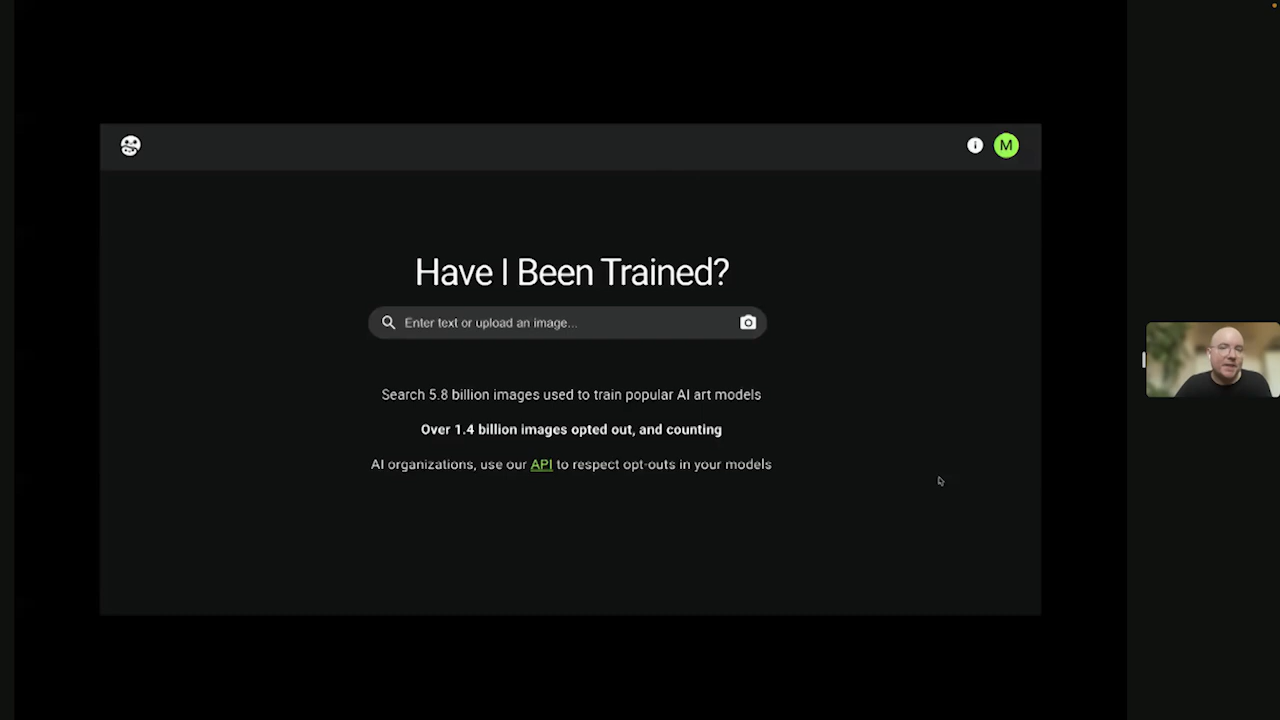 M
Have I Been Trained?
Enter text or upload an image...
Search 5.8 billion images used to train popular AI art models
Over 1.4 billion images opted out, and counting
AI organizations, use our API to respect opt-outs in your models